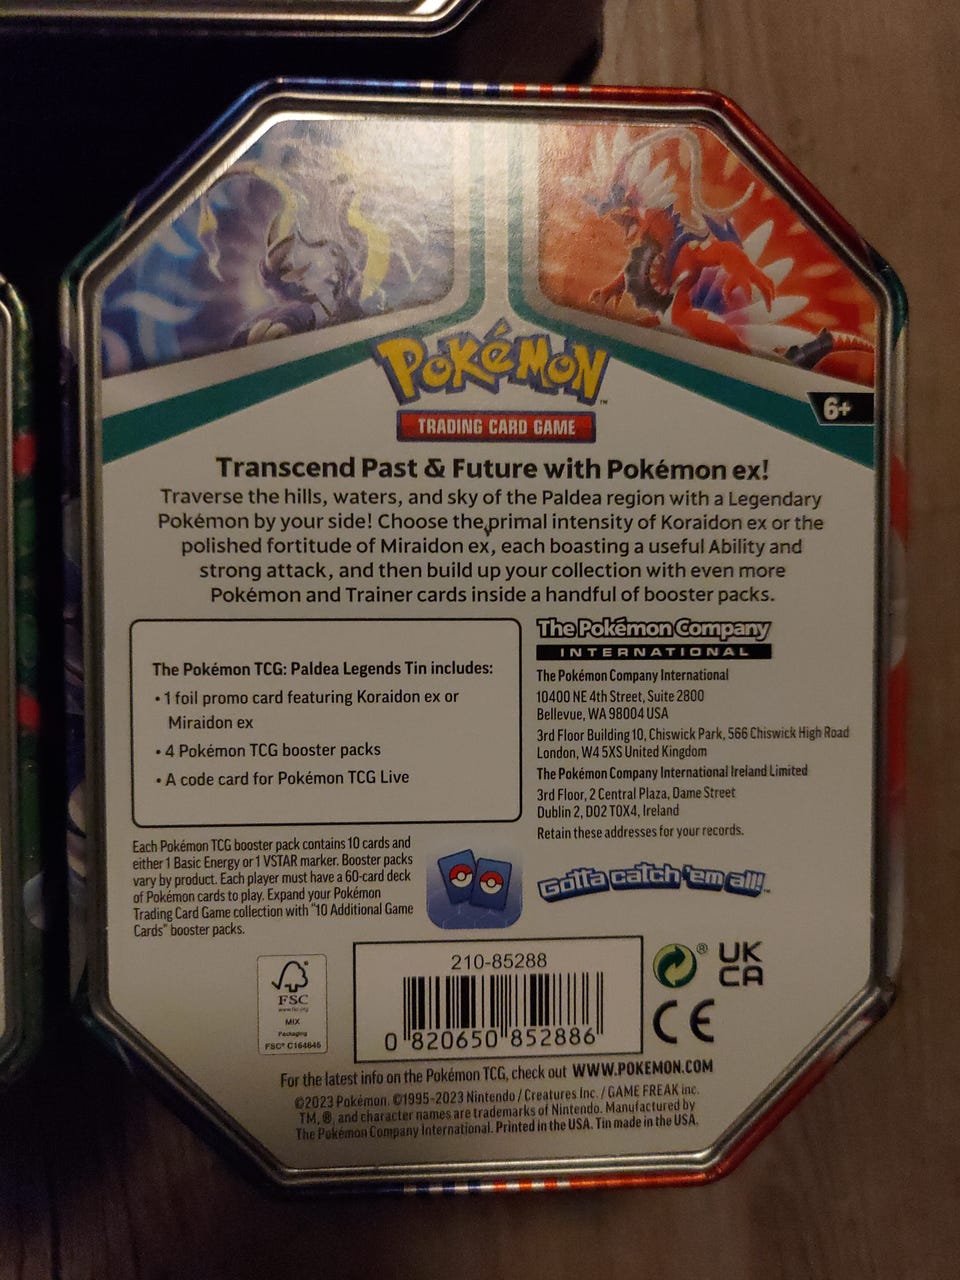 Pokémon
TM
TRADING CARD GAME
6+
Transcend Past & Future with Pokémon ex!
Traverse the hills, waters, and sky of the Paldea region with a Legendary
Pokémon by your side! Choose the primal intensity of Koraidon ex or the
polished fortitude of Miraidon ex, each boasting a useful Ability and
strong attack, and then build up your collection with even more
Pokémon and Trainer cards inside a handful of booster packs.
The Pokémon TCG: Paldea Legends Tin includes:
• 1 foil promo card featuring Koraidon ex or
Miraidon ex
• 4 Pokémon TCG booster packs
• A code card for Pokémon TCG Live
The Pokémon Company
INTERNATIONAL
The Pokémon Company International
10400 NE 4th Street, Suite 2800
Bellevue, WA 98004 USA
3rd Floor Building 10, Chiswick Park, 566 Chiswick High Road
London, W4 5XS United Kingdom
The Pokémon Company International Ireland Limited
3rd Floor, 2 Central Plaza, Dame Street
Dublin 2, D02 T0X4, Ireland
Retain these addresses for your records.
Each Pokémon TCG booster pack contains 10 cards and
either 1 Basic Energy or 1 VSTAR marker. Booster packs
vary by product. Each player must have a 60-card deck
of Pokémon cards to play. Expand your Pokémon
Trading Card Game collection with "10 Additional Game
Cards" booster packs.
Gotta catch 'em all!™
FSC
www.fsc.org
MIX
Packaging
FSC® C164645
210-85288
0 820650 852886
®
UK
CA
CE
For the latest info on the Pokémon TCG, check out WWW.POKEMON.COM
©2023 Pokémon. ©1995–2023 Nintendo / Creatures Inc. / GAME FREAK inc.
TM, ®, and character names are trademarks of Nintendo. Manufactured by
The Pokémon Company International. Printed in the USA. Tin made in the USA.